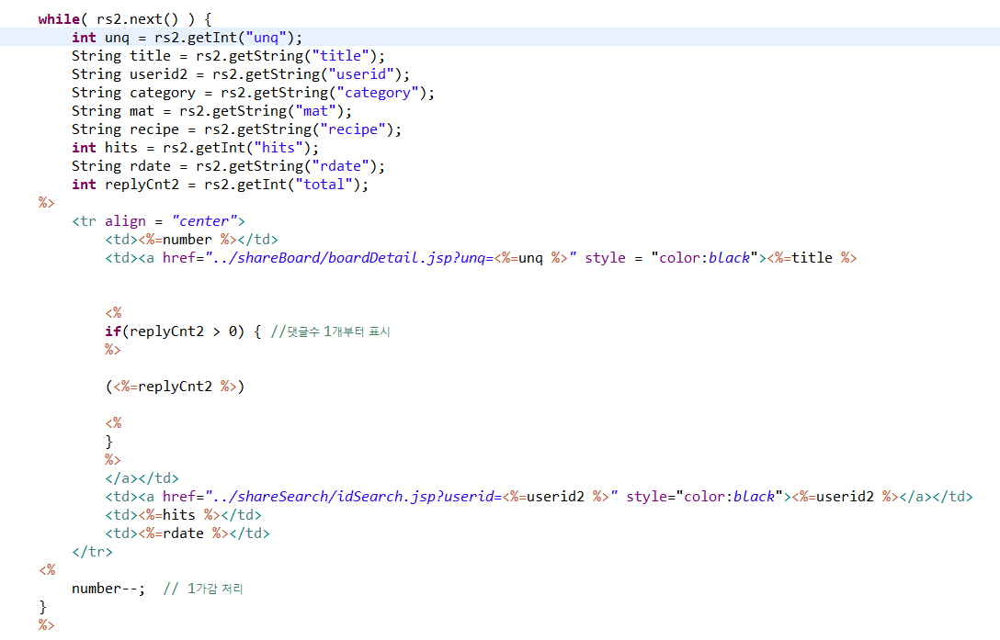 while( rs2.next() ) {
int unq = rs2.getInt("unq");
String title = rs2.getString("title");
String userid2 = rs2.getString("userid");
String category = rs2.getString("category");
String mat = rs2.getString("mat");
String recipe = rs2.getString("recipe");
int hits = rs2.getInt("hits");
String rdate = rs2.getString("rdate");
int replyCnt2 = rs2.getInt("total");
%>
<tr align = "center">
<td><%=number %></td>
<td><a href="../shareBoard/boardDetail.jsp?unq=<%=unq %>" style = "color:black"><%=title %>
<%
if(replyCnt2 > 0) { //댓글수 1개부터 표시
%>
(<%=replyCnt2 %>)
<%
}
%>
</a></td>
<td><a href="../shareSearch/idSearch.jsp?userid=<%=userid2 %>" style="color:black"><%=userid2 %></a></td>
<td><%=hits %></td>
<td><%=rdate %></td>
</tr>
<%
number--; // 1가감 처리
}
%>